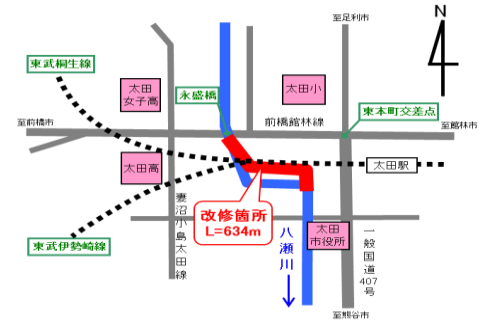 至足利市
N
東武桐生線
太田
女子高
永盛橋
太田小
東本町交差点
至前橋市
前橋館林線
至館林市
太田高
太田駅
改修箇所
L=634m
妻沼小島太田線
八瀬川
太田
市役所
一般国道
407
号
東武伊勢崎線
至熊谷市